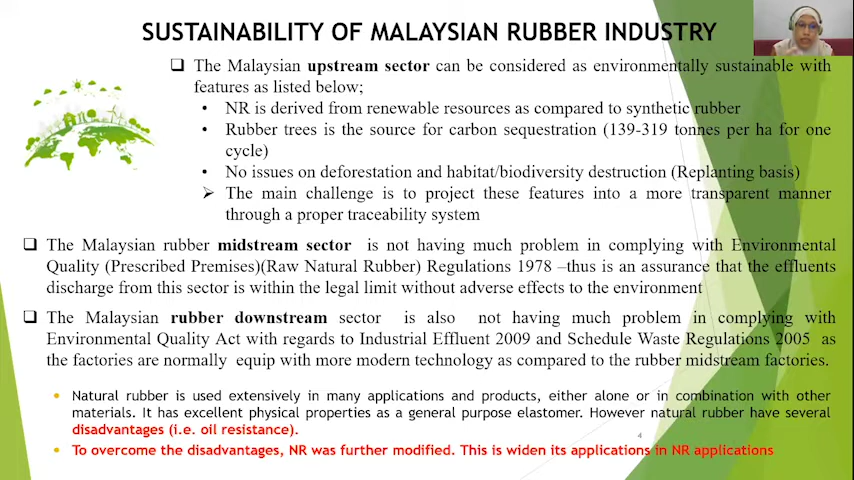 SUSTAINABILITY OF MALAYSIAN RUBBER INDUSTRY
❑ The Malaysian upstream sector can be considered as environmentally sustainable with
features as listed below;
• NR is derived from renewable resources as compared to synthetic rubber
• Rubber trees is the source for carbon sequestration (139-319 tonnes per ha for one
cycle)
• No issues on deforestation and habitat/biodiversity destruction (Replanting basis)
➢ The main challenge is to project these features into a more transparent manner
through a proper traceability system
❑ The Malaysian rubber midstream sector is not having much problem in complying with Environmental
Quality (Prescribed Premises)(Raw Natural Rubber) Regulations 1978 –thus is an assurance that the effluents
discharge from this sector is within the legal limit without adverse effects to the environment
❑ The Malaysian rubber downstream sector is also not having much problem in complying with
Environmental Quality Act with regards to Industrial Effluent 2009 and Schedule Waste Regulations 2005 as
the factories are normally equip with more modern technology as compared to the rubber midstream factories.
• Natural rubber is used extensively in many applications and products, either alone or in combination with other
materials. It has excellent physical properties as a general purpose elastomer. However natural rubber have several
disadvantages (i.e. oil resistance).
4
• To overcome the disadvantages, NR was further modified. This is widen its applications in NR applications